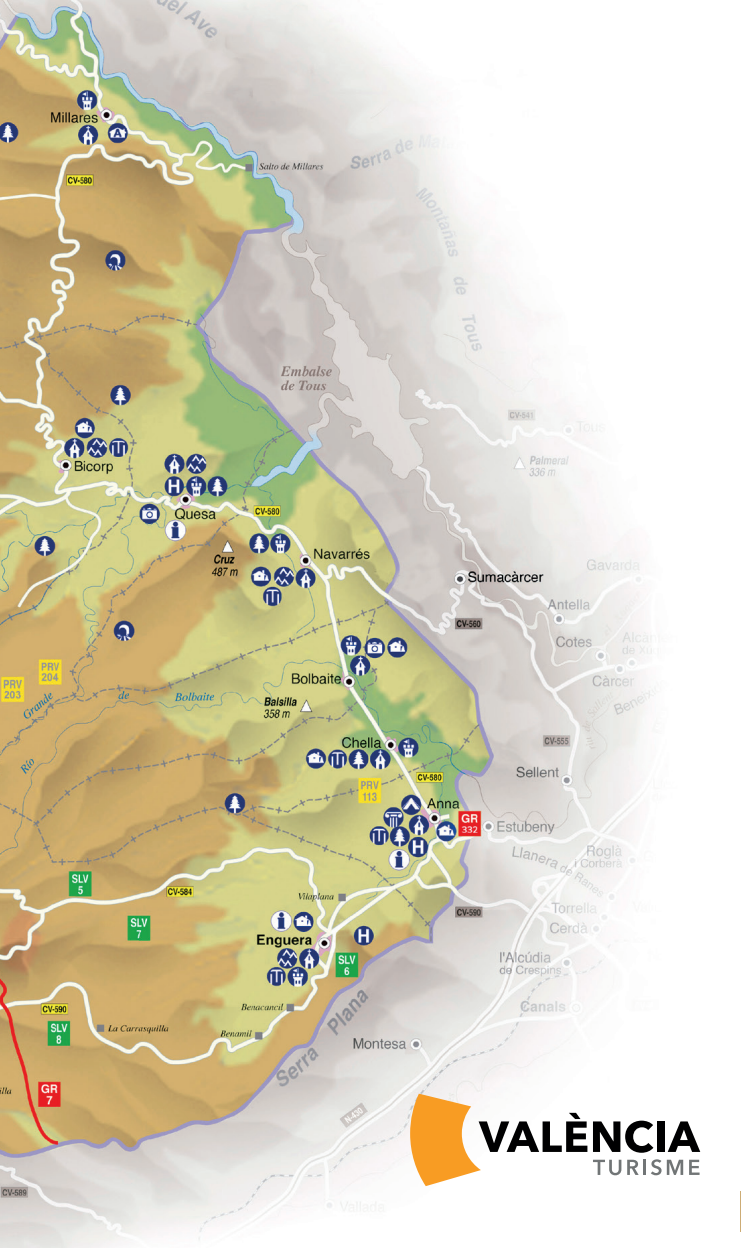 del Ave
Millares
A
CV-580
Salto de Millares
Serra de
Montañas de Tous
Embalse
de Tous
CV-541
Tous
Palmeral
336 m
Bicorp
H
Quesa
i
CV-580
Cruz
487 m
Navarrés
Sumacàrcer
Gavarda
Antella
CV-560
Cotes
Càrcer
PRV
204
PRV
203
Río Grande de Bolbaite
Bolbaite
Balsilla
358 m
Chella
CV-580
CV-555
Sellent
PRV
113
Anna
GR
332
Estubeny
H
i
Llanera de Ranes
Roglà
i Corberà
SLV
5
CV-584
Vilaplana
Torrella
Cerdà
CV-590
SLV
7
i
Enguera
H
SLV
6
l'Alcúdia
de Crespins
Canals
CV-590
SLV
8
La Carrasquilla
Benacancil
Benamil
Serra Plana
Montesa
GR
7
illa
N-430
VALÈNCIA
TURISME
CV-589
Vallada